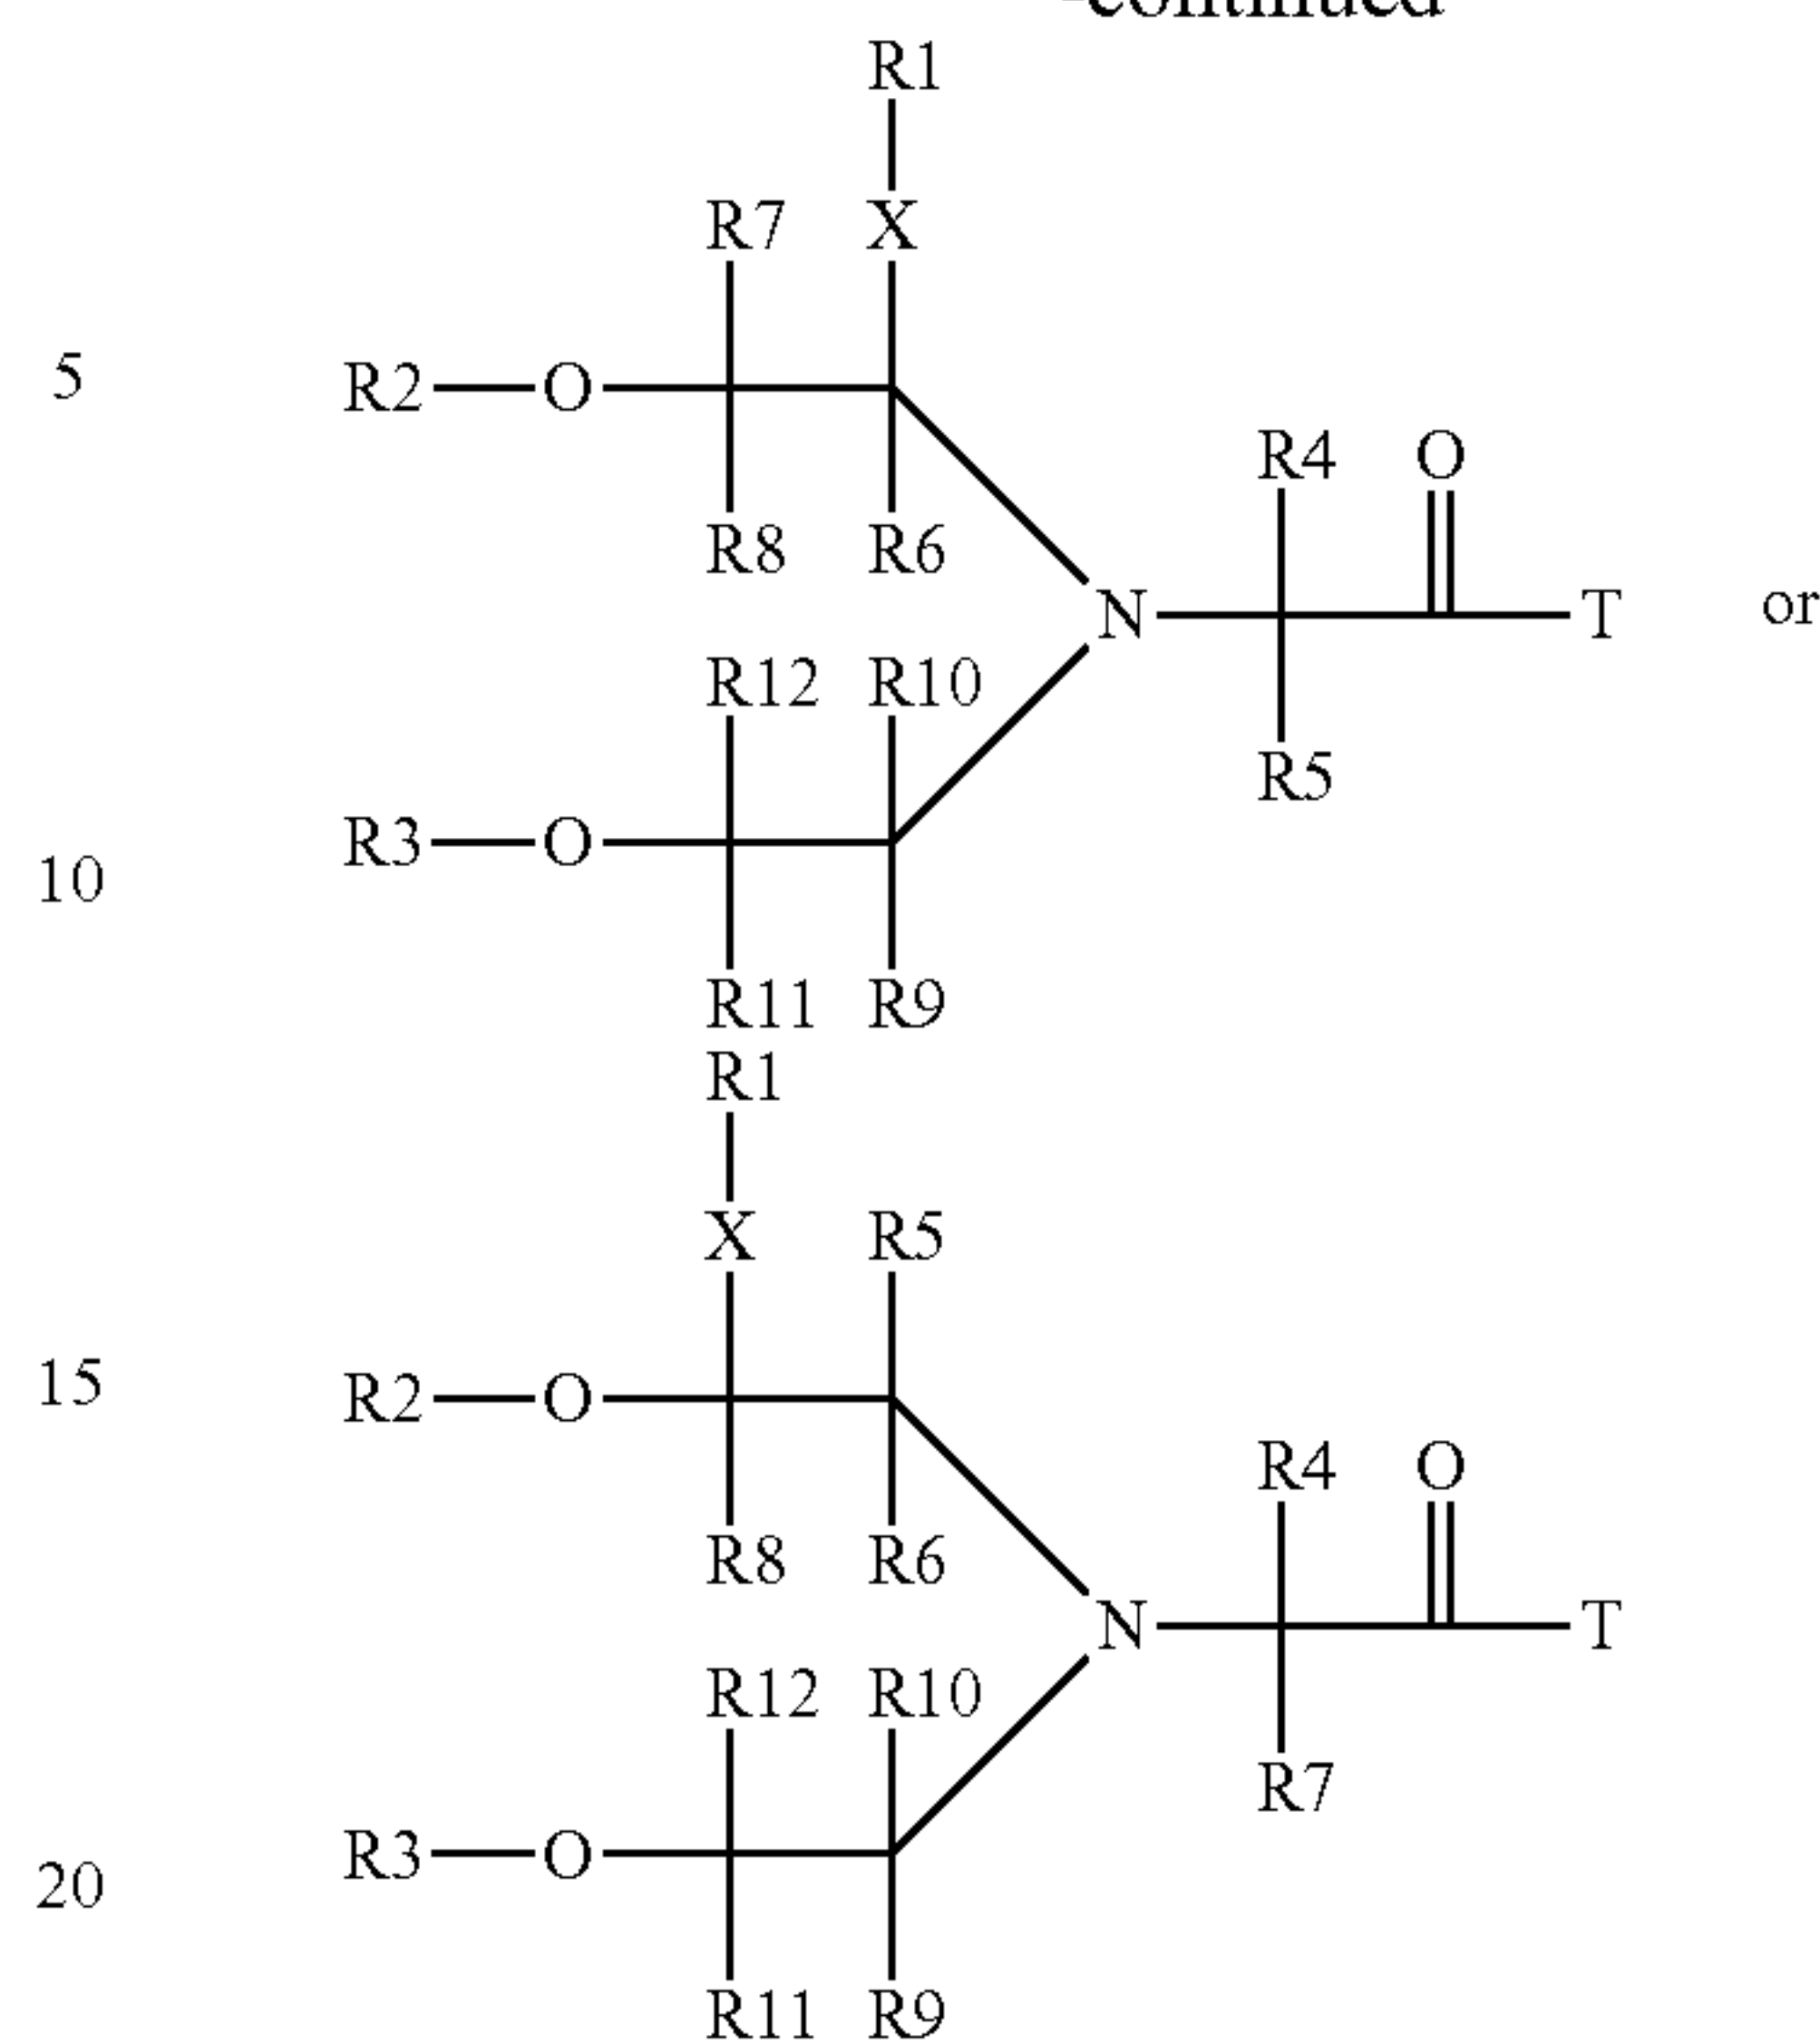 -continued
R1
R7 X
5 R2 O
R4 O
R8 R6
N T or
R12 R10
R5
R3 O
10
R11 R9
R1
X R5
15 R2 O
R4 O
R8 R6
N T
R12 R10
R7
R3 O
20
R11 R9